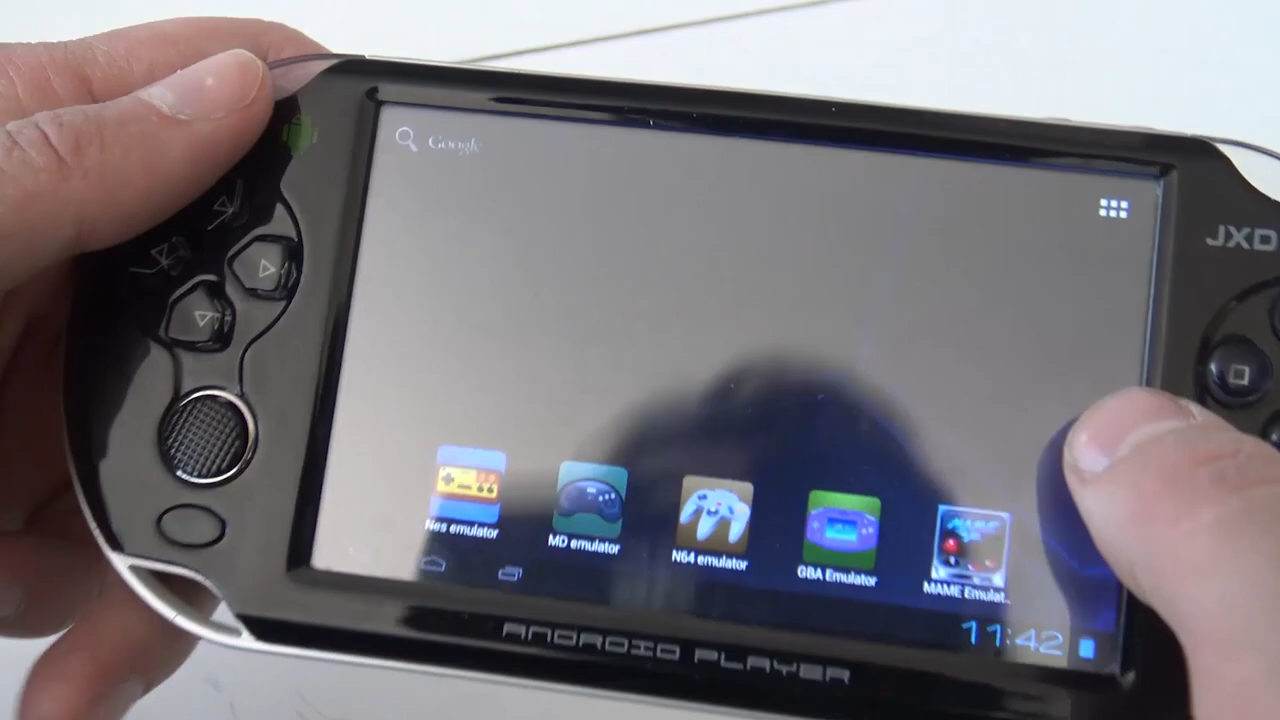 Google
JXD
Nes emulator
MD emulator
N64 emulator
GBA Emulator
MAME Emulat..
11:42
ANDROID PLAYER